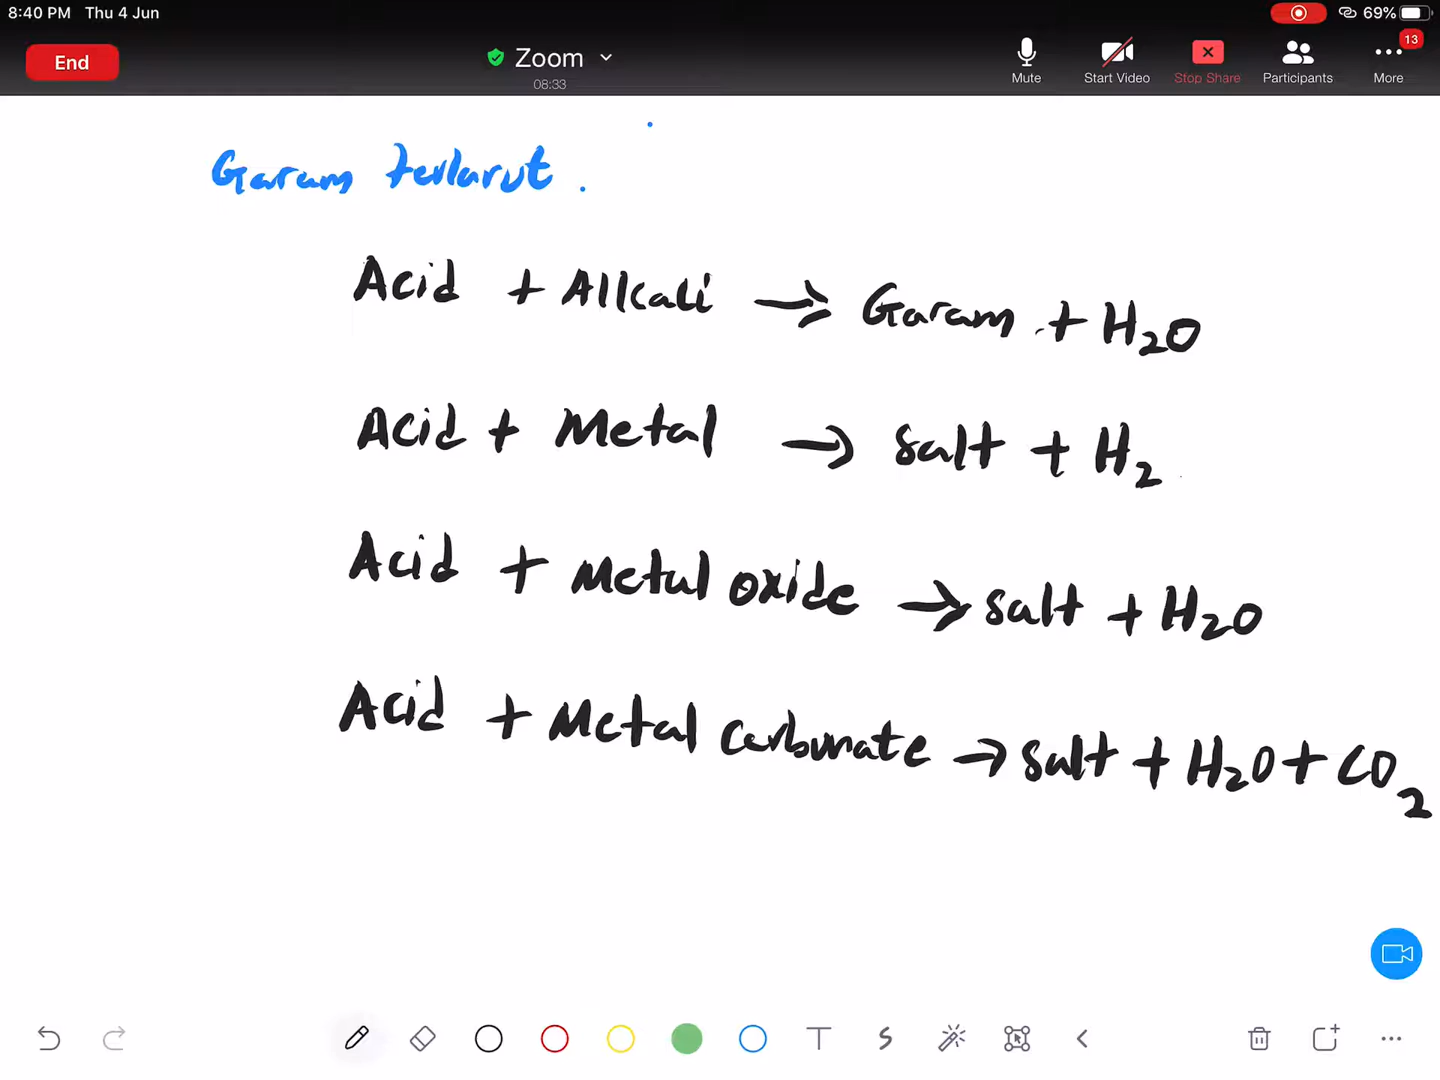 8:40 PM Thu 4 Jun 69%
End Zoom 08:33 Mute Start Video Stop Share Participants More 13
Garam terlarut .
Acid + Alkali → Garam + H₂O
Acid + Metal → Salt + H₂
Acid + Metal oxide → Salt + H₂O
Acid + Metal carbonate → Salt + H₂O + CO₂
T